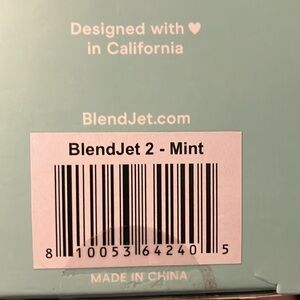 Designed with ♥
in California
BlendJet.com
BlendJet 2 - Mint
8 10053 64240 5
MADE IN CHINA